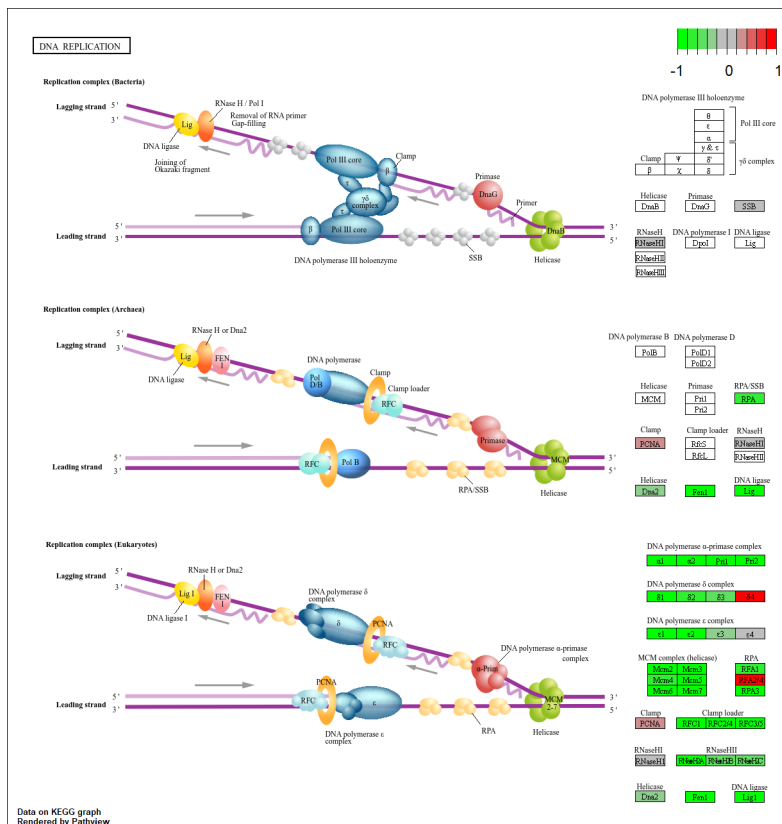 DNA REPLICATION
-1 0 1
Replication complex (Bacteria)
Lagging strand
5 '
3 '
Lig
RNase H / Pol I
Removal of RNA primer
Gap-filling
DNA ligase
Joining of
Okazaki fragment
Pol III core
β
Clamp
τ
γδ
complex
τ
Primase
DnaG
Primer
DnaB
Leading strand
5 '
3 '
β
Pol III core
3 '
5 '
SSB
Helicase
DNA polymerase III holoenzyme
DNA polymerase III holoenzyme
θ
ε
α
γ & τ
Clamp
Ψ
δ'
β
χ
δ
Pol III core
γδ complex
Helicase
DnaB
Primase
DnaG
SSB
RNaseH
RNaseHI
RNaseHII
RNaseHIII
DNA polymerase I
DpoI
DNA ligase
Lig
Replication complex (Archaea)
Lagging strand
5 '
3 '
Lig
RNase H or Dna2
FEN
1
DNA ligase
DNA polymerase
Pol
D/B
Clamp
Clamp loader
RFC
Primase
MCM
Leading strand
5 '
3 '
RFC
Pol B
3 '
5 '
RPA/SSB
Helicase
DNA polymerase B
PolB
DNA polymerase D
PolD1
PolD2
Helicase
MCM
Primase
Pri1
Pri2
RPA/SSB
RPA
Clamp
PCNA
Clamp loader
RfcS
RfcL
RNaseH
RNaseHI
RNaseHII
Helicase
Dna2
Fen1
DNA ligase
Lig
Replication complex (Eukaryotes)
Lagging strand
5 '
3 '
Lig I
RNase H or Dna2
FEN
1
DNA ligase I
DNA polymerase δ
complex
δ
PCNA
RFC
DNA polymerase α-primase
complex
α-Prim
MCM
2-7
Leading strand
5 '
3 '
RFC
PCNA
ε
3 '
5 '
DNA polymerase ε
complex
RPA
Helicase
DNA polymerase α-primase complex
α1 α2 Pri1 Pri2
DNA polymerase δ complex
δ1 δ2 δ3 δ4
DNA polymerase ε complex
ε1 ε2 ε3 ε4
MCM complex (helicase)
Mcm2 Mcm3
Mcm4 Mcm5
Mcm6 Mcm7
RPA
RPA1
RPA2/4
RPA3
Clamp
PCNA
Clamp loader
RFC1 RFC2/4 RFC3/5
RNaseHI
RNaseH1
RNaseHII
RNaseH2A RNaseH2B RNaseH2C
Helicase
Dna2
Fen1
DNA ligase
Lig1
Data on KEGG graph
Rendered by Pathview